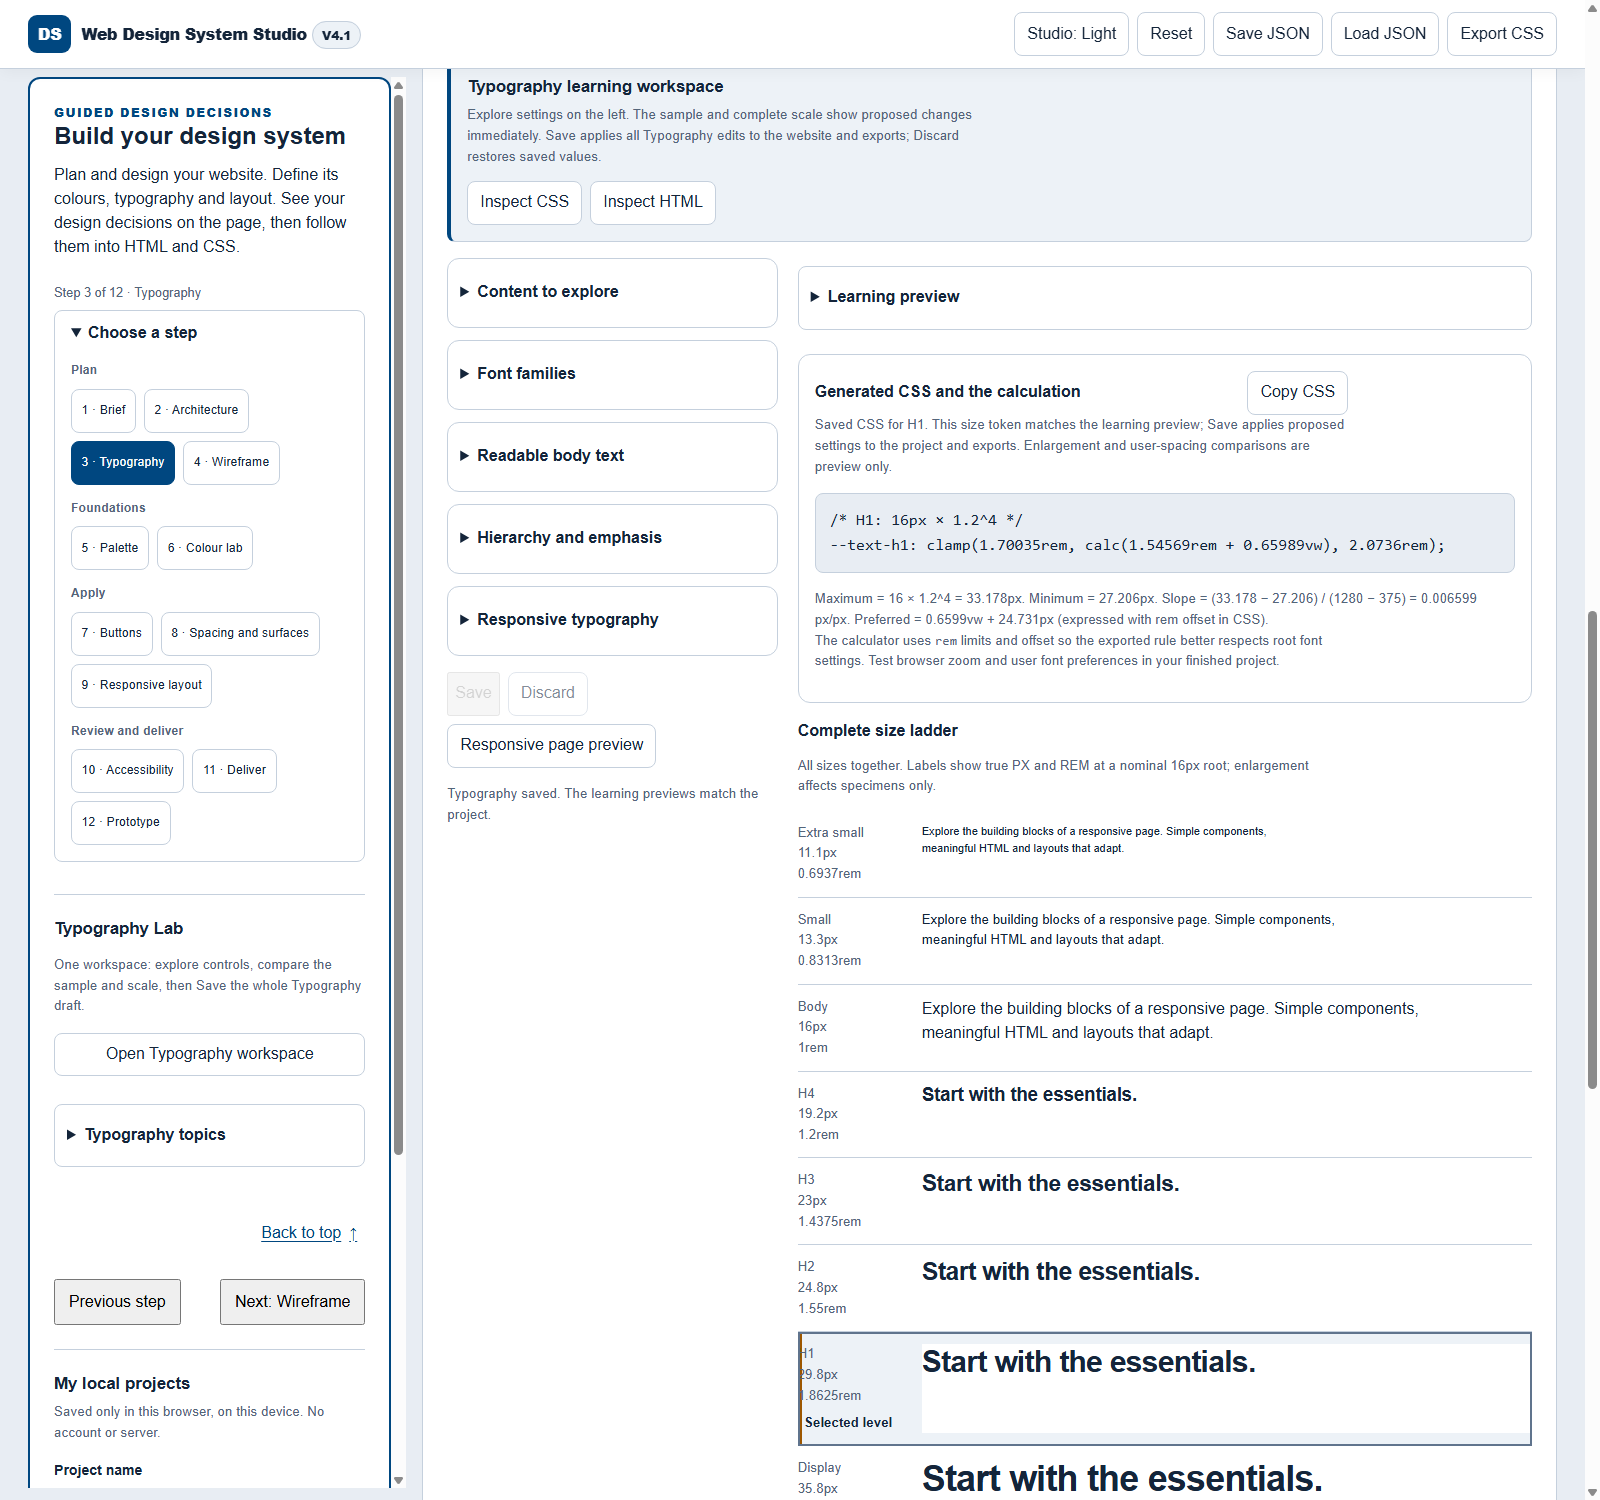 DS Web Design System Studio V4.1
Studio: Light
Reset
Save JSON
Load JSON
Export CSS
GUIDED DESIGN DECISIONS
Build your design system
Plan and design your website. Define its
colours, typography and layout. See your
design decisions on the page, then follow
them into HTML and CSS.
Step 3 of 12 · Typography
▼ Choose a step
Plan
1 · Brief
2 · Architecture
3 · Typography
4 · Wireframe
Foundations
5 · Palette
6 · Colour lab
Apply
7 · Buttons
8 · Spacing and surfaces
9 · Responsive layout
Review and deliver
10 · Accessibility
11 · Deliver
12 · Prototype
Typography Lab
One workspace: explore controls, compare the
sample and scale, then Save the whole Typography
draft.
Open Typography workspace
▶ Typography topics
Back to top ↑
Previous step
Next: Wireframe
My local projects
Saved only in this browser, on this device. No
account or server.
Project name
Typography learning workspace
Explore settings on the left. The sample and complete scale show proposed changes
immediately. Save applies all Typography edits to the website and exports; Discard
restores saved values.
Inspect CSS
Inspect HTML
▶ Content to explore
▶ Font families
▶ Readable body text
▶ Hierarchy and emphasis
▶ Responsive typography
Save
Discard
Responsive page preview
Typography saved. The learning previews match the
project.
▶ Learning preview
Generated CSS and the calculation
Copy CSS
Saved CSS for H1. This size token matches the learning preview; Save applies proposed
settings to the project and exports. Enlargement and user-spacing comparisons are
preview only.
/* H1: 16px × 1.2^4 */
--text-h1: clamp(1.70035rem, calc(1.54569rem + 0.65989vw), 2.0736rem);
Maximum = 16 × 1.2^4 = 33.178px. Minimum = 27.206px. Slope = (33.178 − 27.206) / (1280 − 375) = 0.006599
px/px. Preferred = 0.6599vw + 24.731px (expressed with rem offset in CSS).
The calculator uses rem limits and offset so the exported rule better respects root font
settings. Test browser zoom and user font preferences in your finished project.
Complete size ladder
All sizes together. Labels show true PX and REM at a nominal 16px root; enlargement
affects specimens only.
Extra small
11.1px
0.6937rem
Explore the building blocks of a responsive page. Simple components,
meaningful HTML and layouts that adapt.
Small
13.3px
0.8313rem
Explore the building blocks of a responsive page. Simple components,
meaningful HTML and layouts that adapt.
Body
16px
1rem
Explore the building blocks of a responsive page. Simple components,
meaningful HTML and layouts that adapt.
H4
19.2px
1.2rem
Start with the essentials.
H3
23px
1.4375rem
Start with the essentials.
H2
24.8px
1.55rem
Start with the essentials.
H1
29.8px
1.8625rem
Selected level
Start with the essentials.
Display
35.8px
Start with the essentials.